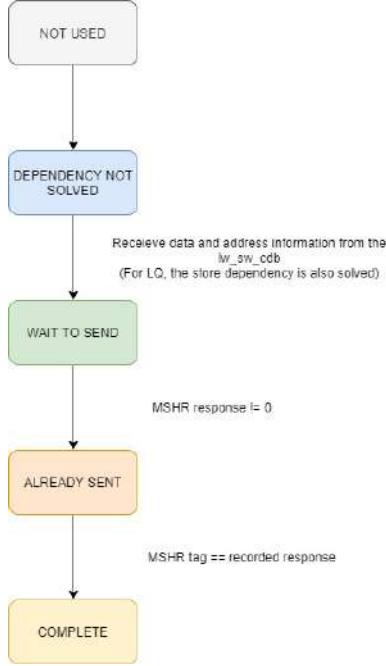 NOT USED
DEPENDENCY NOT
SOLVED
Receieve data and address information from the
lw_sw_cdb
(For LQ, the store dependency is also solved)
WAIT TO SEND
MSHR response != 0
ALREADY SENT
MSHR tag == recorded response
COMPLETE